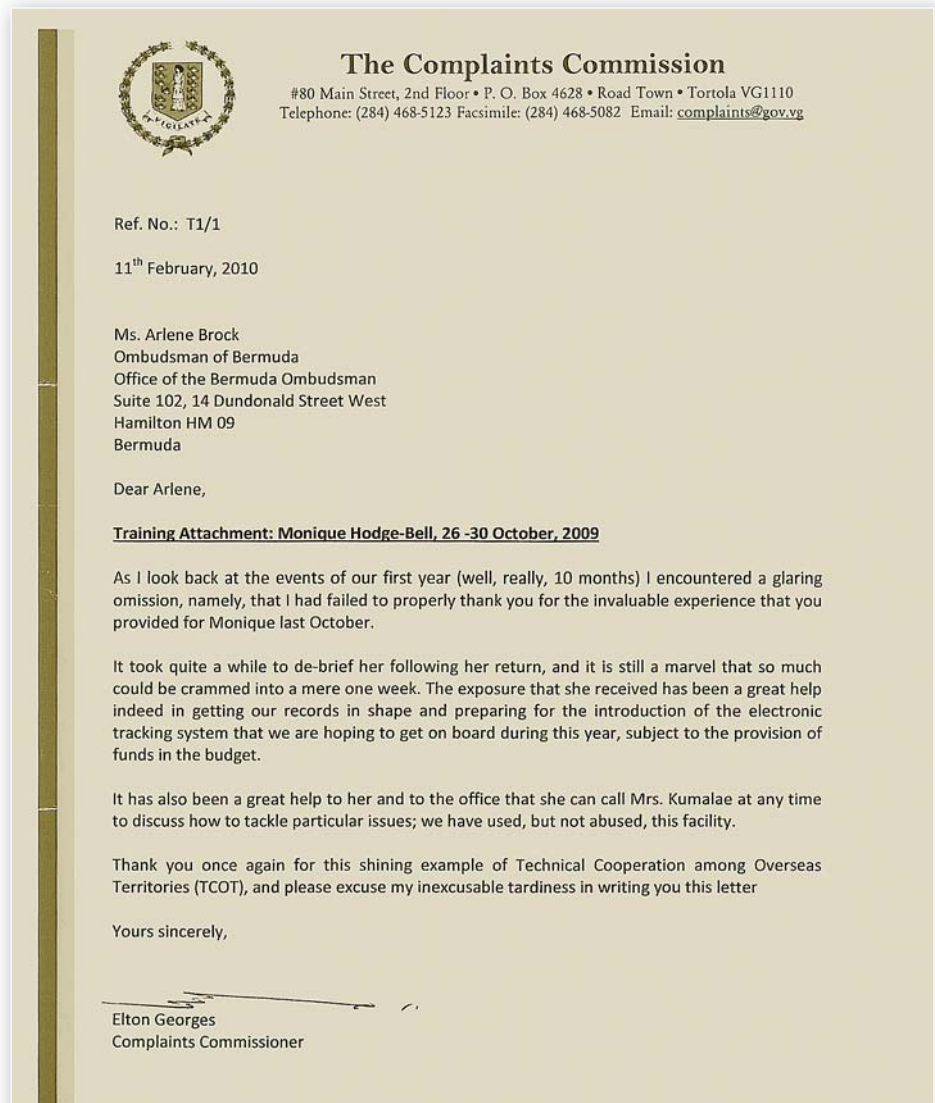 The Complaints Commission
#80 Main Street, 2nd Floor • P. O. Box 4628 • Road Town • Tortola VG1110
Telephone: (284) 468-5123 Facsimile: (284) 468-5082 Email: complaints@gov.vg
VIGILATE
Ref. No.: T1/1
11th February, 2010
Ms. Arlene Brock
Ombudsman of Bermuda
Office of the Bermuda Ombudsman
Suite 102, 14 Dundonald Street West
Hamilton HM 09
Bermuda
Dear Arlene,
Training Attachment: Monique Hodge-Bell, 26 -30 October, 2009
As I look back at the events of our first year (well, really, 10 months) I encountered a glaring
omission, namely, that I had failed to properly thank you for the invaluable experience that you
provided for Monique last October.
It took quite a while to de-brief her following her return, and it is still a marvel that so much
could be crammed into a mere one week. The exposure that she received has been a great help
indeed in getting our records in shape and preparing for the introduction of the electronic
tracking system that we are hoping to get on board during this year, subject to the provision of
funds in the budget.
It has also been a great help to her and to the office that she can call Mrs. Kumalae at any time
to discuss how to tackle particular issues; we have used, but not abused, this facility.
Thank you once again for this shining example of Technical Cooperation among Overseas
Territories (TCOT), and please excuse my inexcusable tardiness in writing you this letter
Yours sincerely,
Elton Georges
Complaints Commissioner